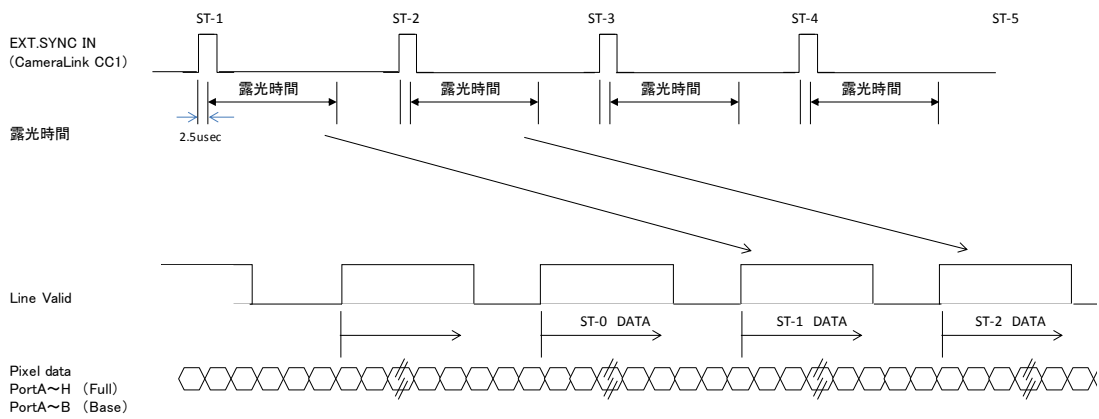 ST-1 ST-2 ST-3 ST-4 ST-5
EXT.SYNC IN
(CameraLink CC1)
露光時間 露光時間 露光時間 露光時間
露光時間
2.5usec
Line Valid
ST-0 DATA ST-1 DATA ST-2 DATA
Pixel data
PortA～H （Full）
PortA～B （Base）